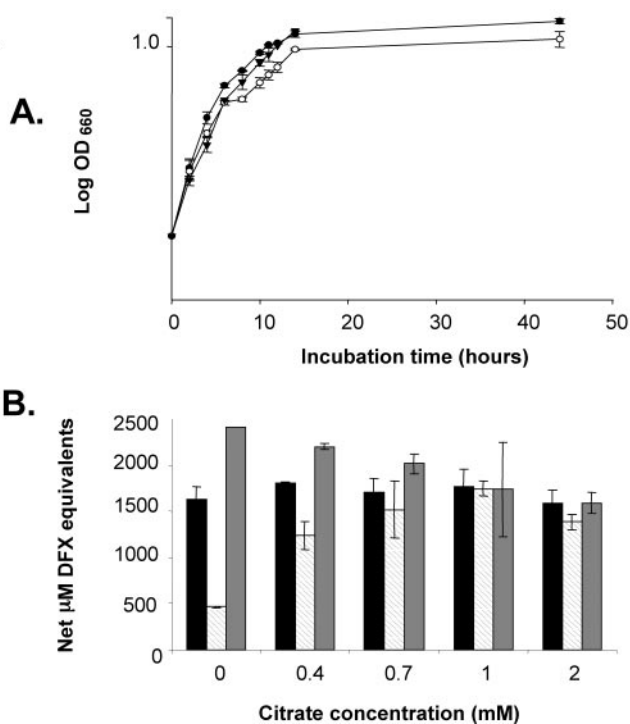 A.
Log OD 660
1.0
0 10 20 30 40 50
Incubation time (hours)
B.
Net µM DFX equivalents
2500
2000
1500
1000
500
0
0 0.4 0.7 1 2
Citrate concentration (mM)